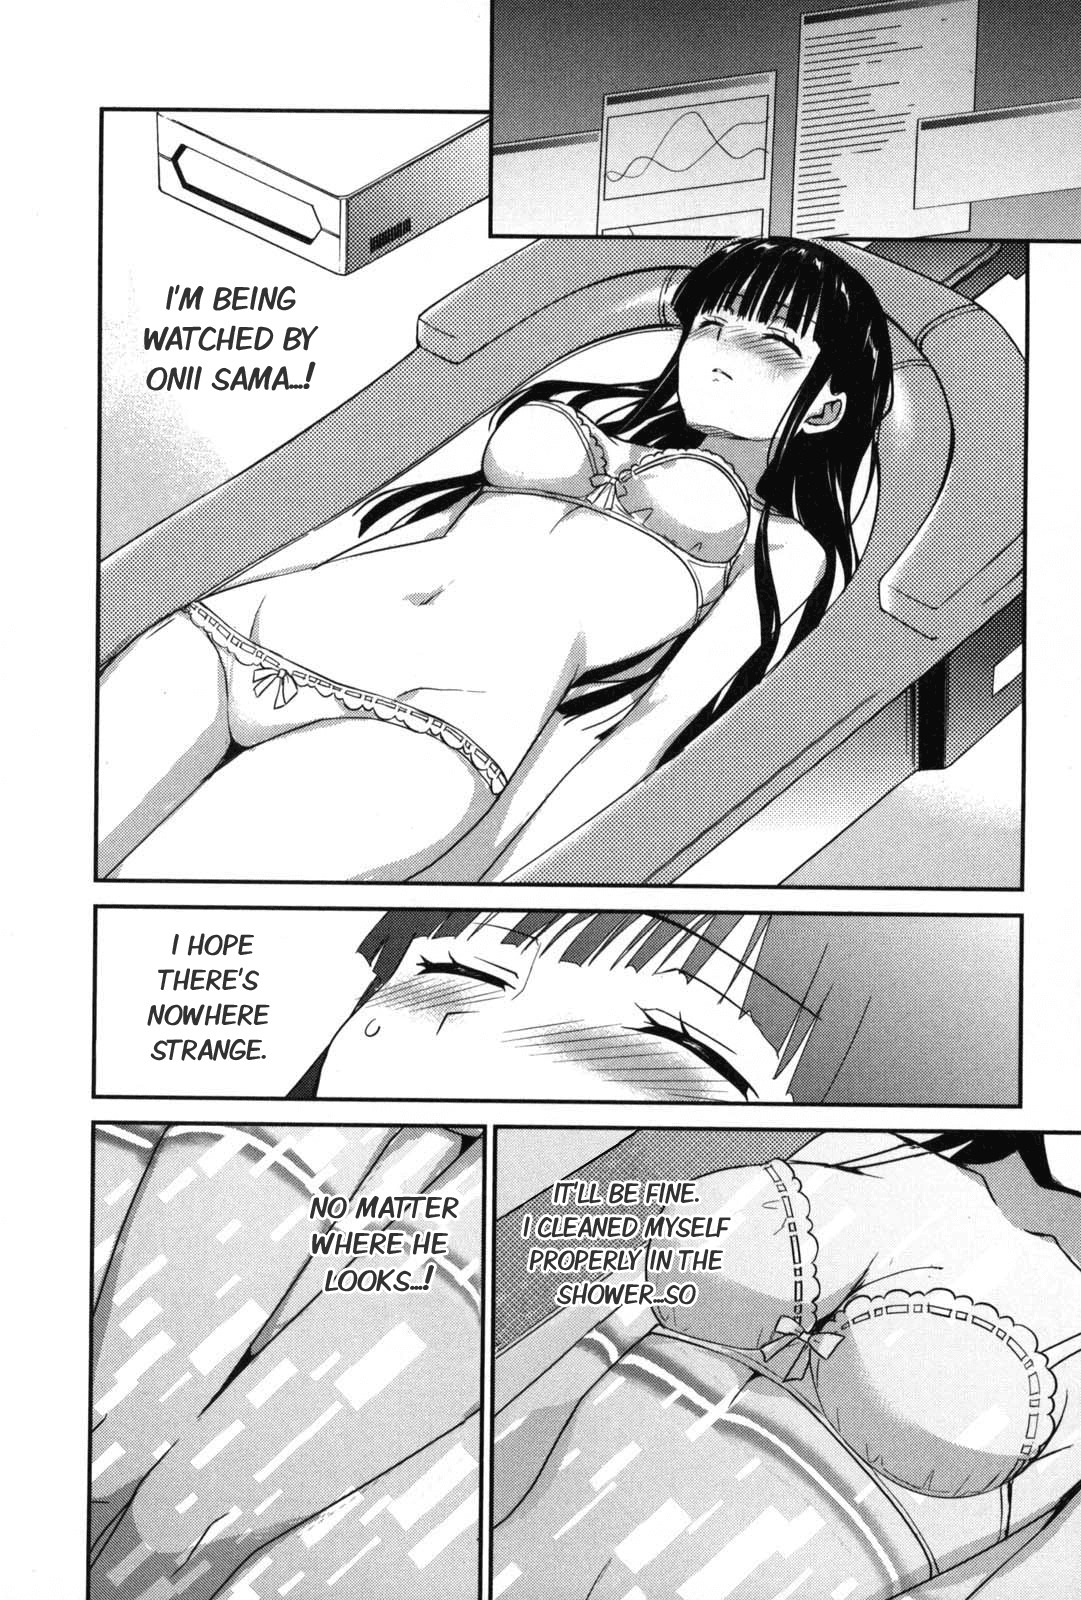 I'M BEING
WATCHED BY
ONII SAMA...!
I HOPE
THERE'S
NOWHERE
STRANGE.
IT'LL BE FINE.
I CLEANED MYSELF
PROPERLY IN THE
SHOWER...SO
NO MATTER
WHERE HE
LOOKS...!